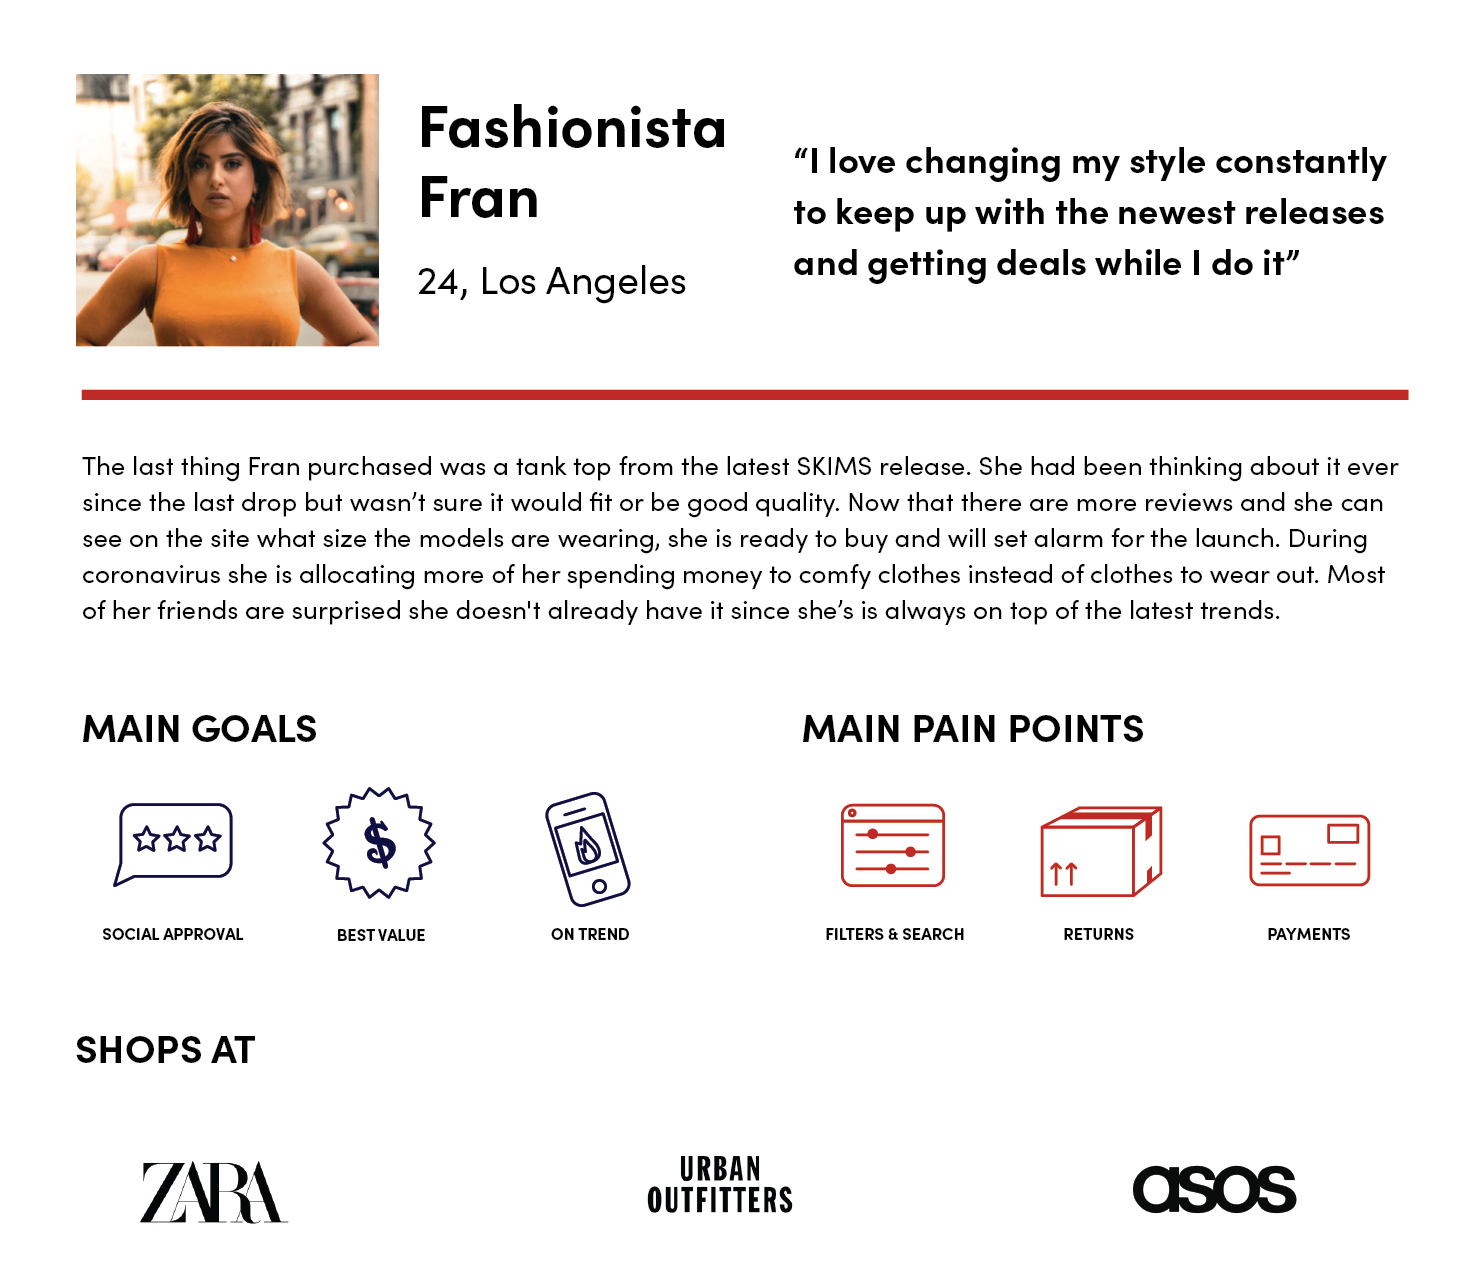 Fashionista
Fran
24, Los Angeles
“I love changing my style constantly
to keep up with the newest releases
and getting deals while I do it”
The last thing Fran purchased was a tank top from the latest SKIMS release. She had been thinking about it ever
since the last drop but wasn’t sure it would fit or be good quality. Now that there are more reviews and she can
see on the site what size the models are wearing, she is ready to buy and will set alarm for the launch. During
coronavirus she is allocating more of her spending money to comfy clothes instead of clothes to wear out. Most
of her friends are surprised she doesn't already have it since she’s is always on top of the latest trends.
MAIN GOALS
$
SOCIAL APPROVAL
BEST VALUE
ON TREND
MAIN PAIN POINTS
FILTERS & SEARCH
RETURNS
PAYMENTS
SHOPS AT
ZARA
URBAN
OUTFITTERS
asos